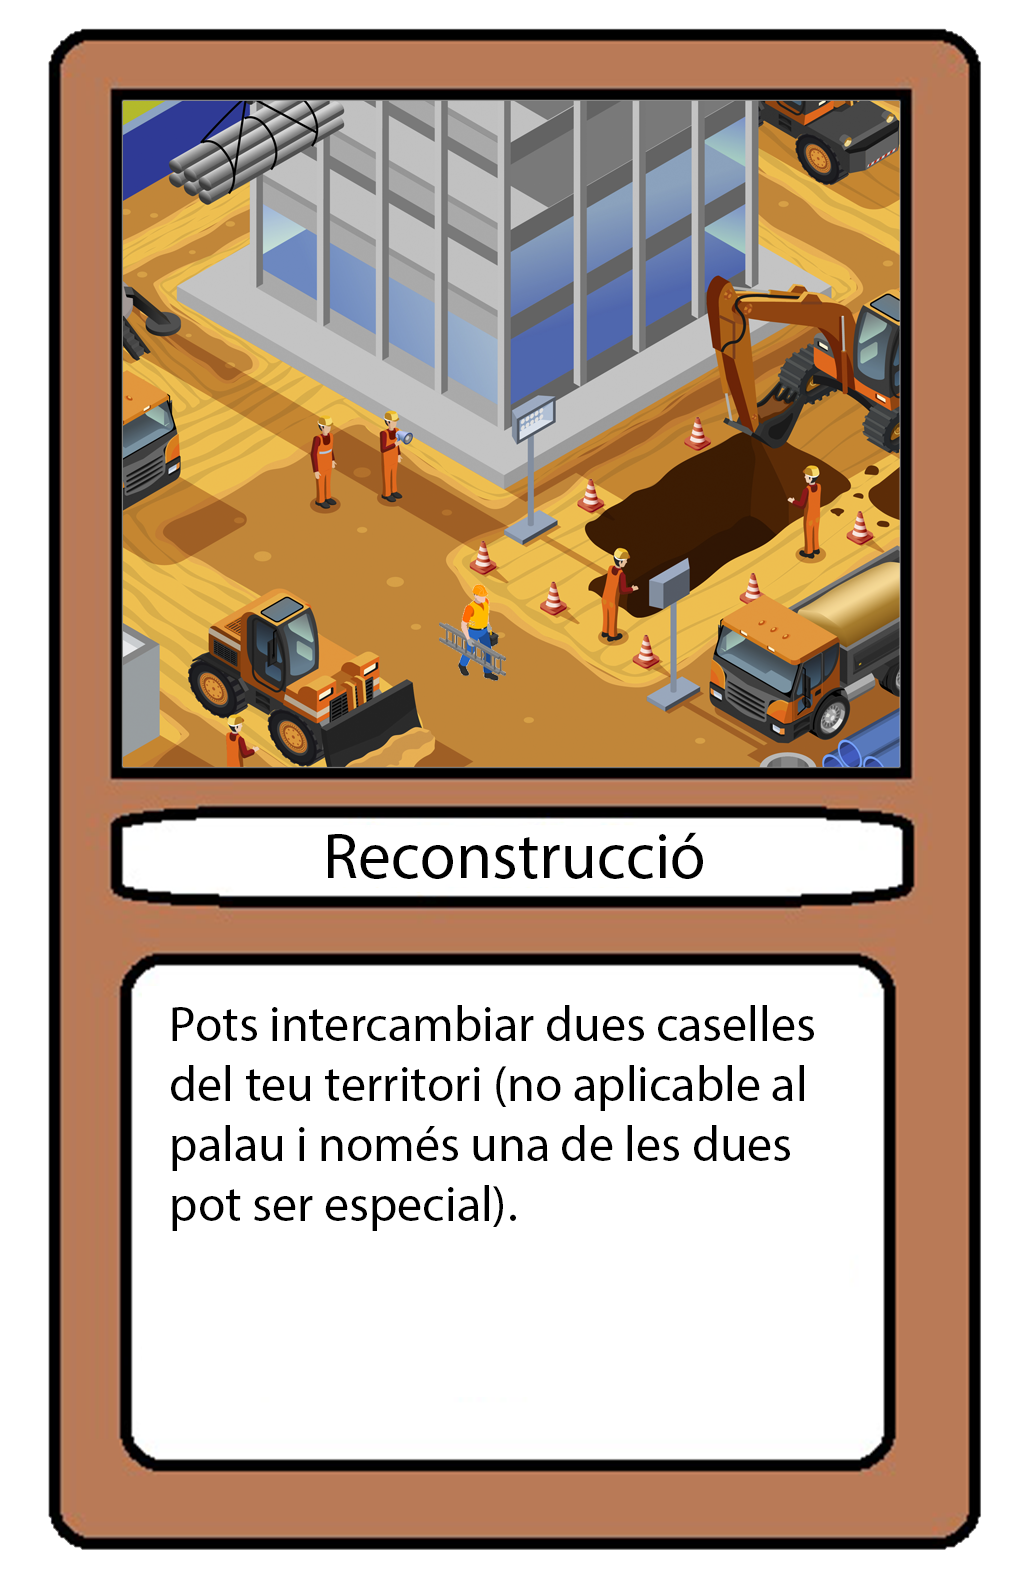 Reconstrucció
Pots intercambiar dues caselles
del teu territori (no aplicable al
palau i només una de les dues
pot ser especial).